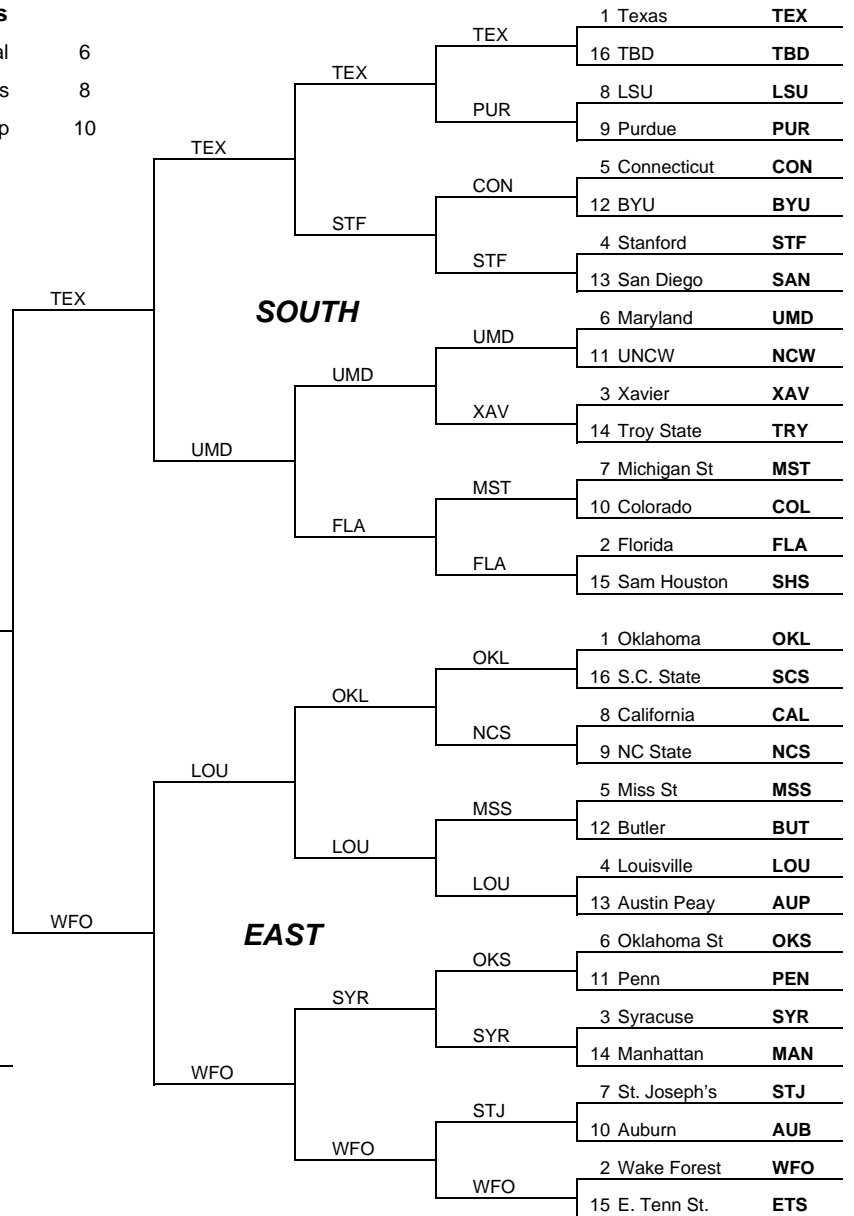 s
al 6
s 8
p 10
1 Texas TEX
TEX
16 TBD TBD
TEX
8 LSU LSU
PUR
9 Purdue PUR
TEX
5 Connecticut CON
CON
12 BYU BYU
STF
4 Stanford STF
STF
13 San Diego SAN
TEX
SOUTH
6 Maryland UMD
UMD
11 UNCW NCW
UMD
3 Xavier XAV
XAV
14 Troy State TRY
UMD
7 Michigan St MST
MST
10 Colorado COL
FLA
2 Florida FLA
FLA
15 Sam Houston SHS
1 Oklahoma OKL
OKL
16 S.C. State SCS
OKL
8 California CAL
NCS
9 NC State NCS
LOU
5 Miss St MSS
MSS
12 Butler BUT
LOU
4 Louisville LOU
LOU
13 Austin Peay AUP
WFO
EAST
6 Oklahoma St OKS
OKS
11 Penn PEN
SYR
3 Syracuse SYR
SYR
14 Manhattan MAN
WFO
7 St. Joseph's STJ
STJ
10 Auburn AUB
WFO
2 Wake Forest WFO
WFO
15 E. Tenn St. ETS